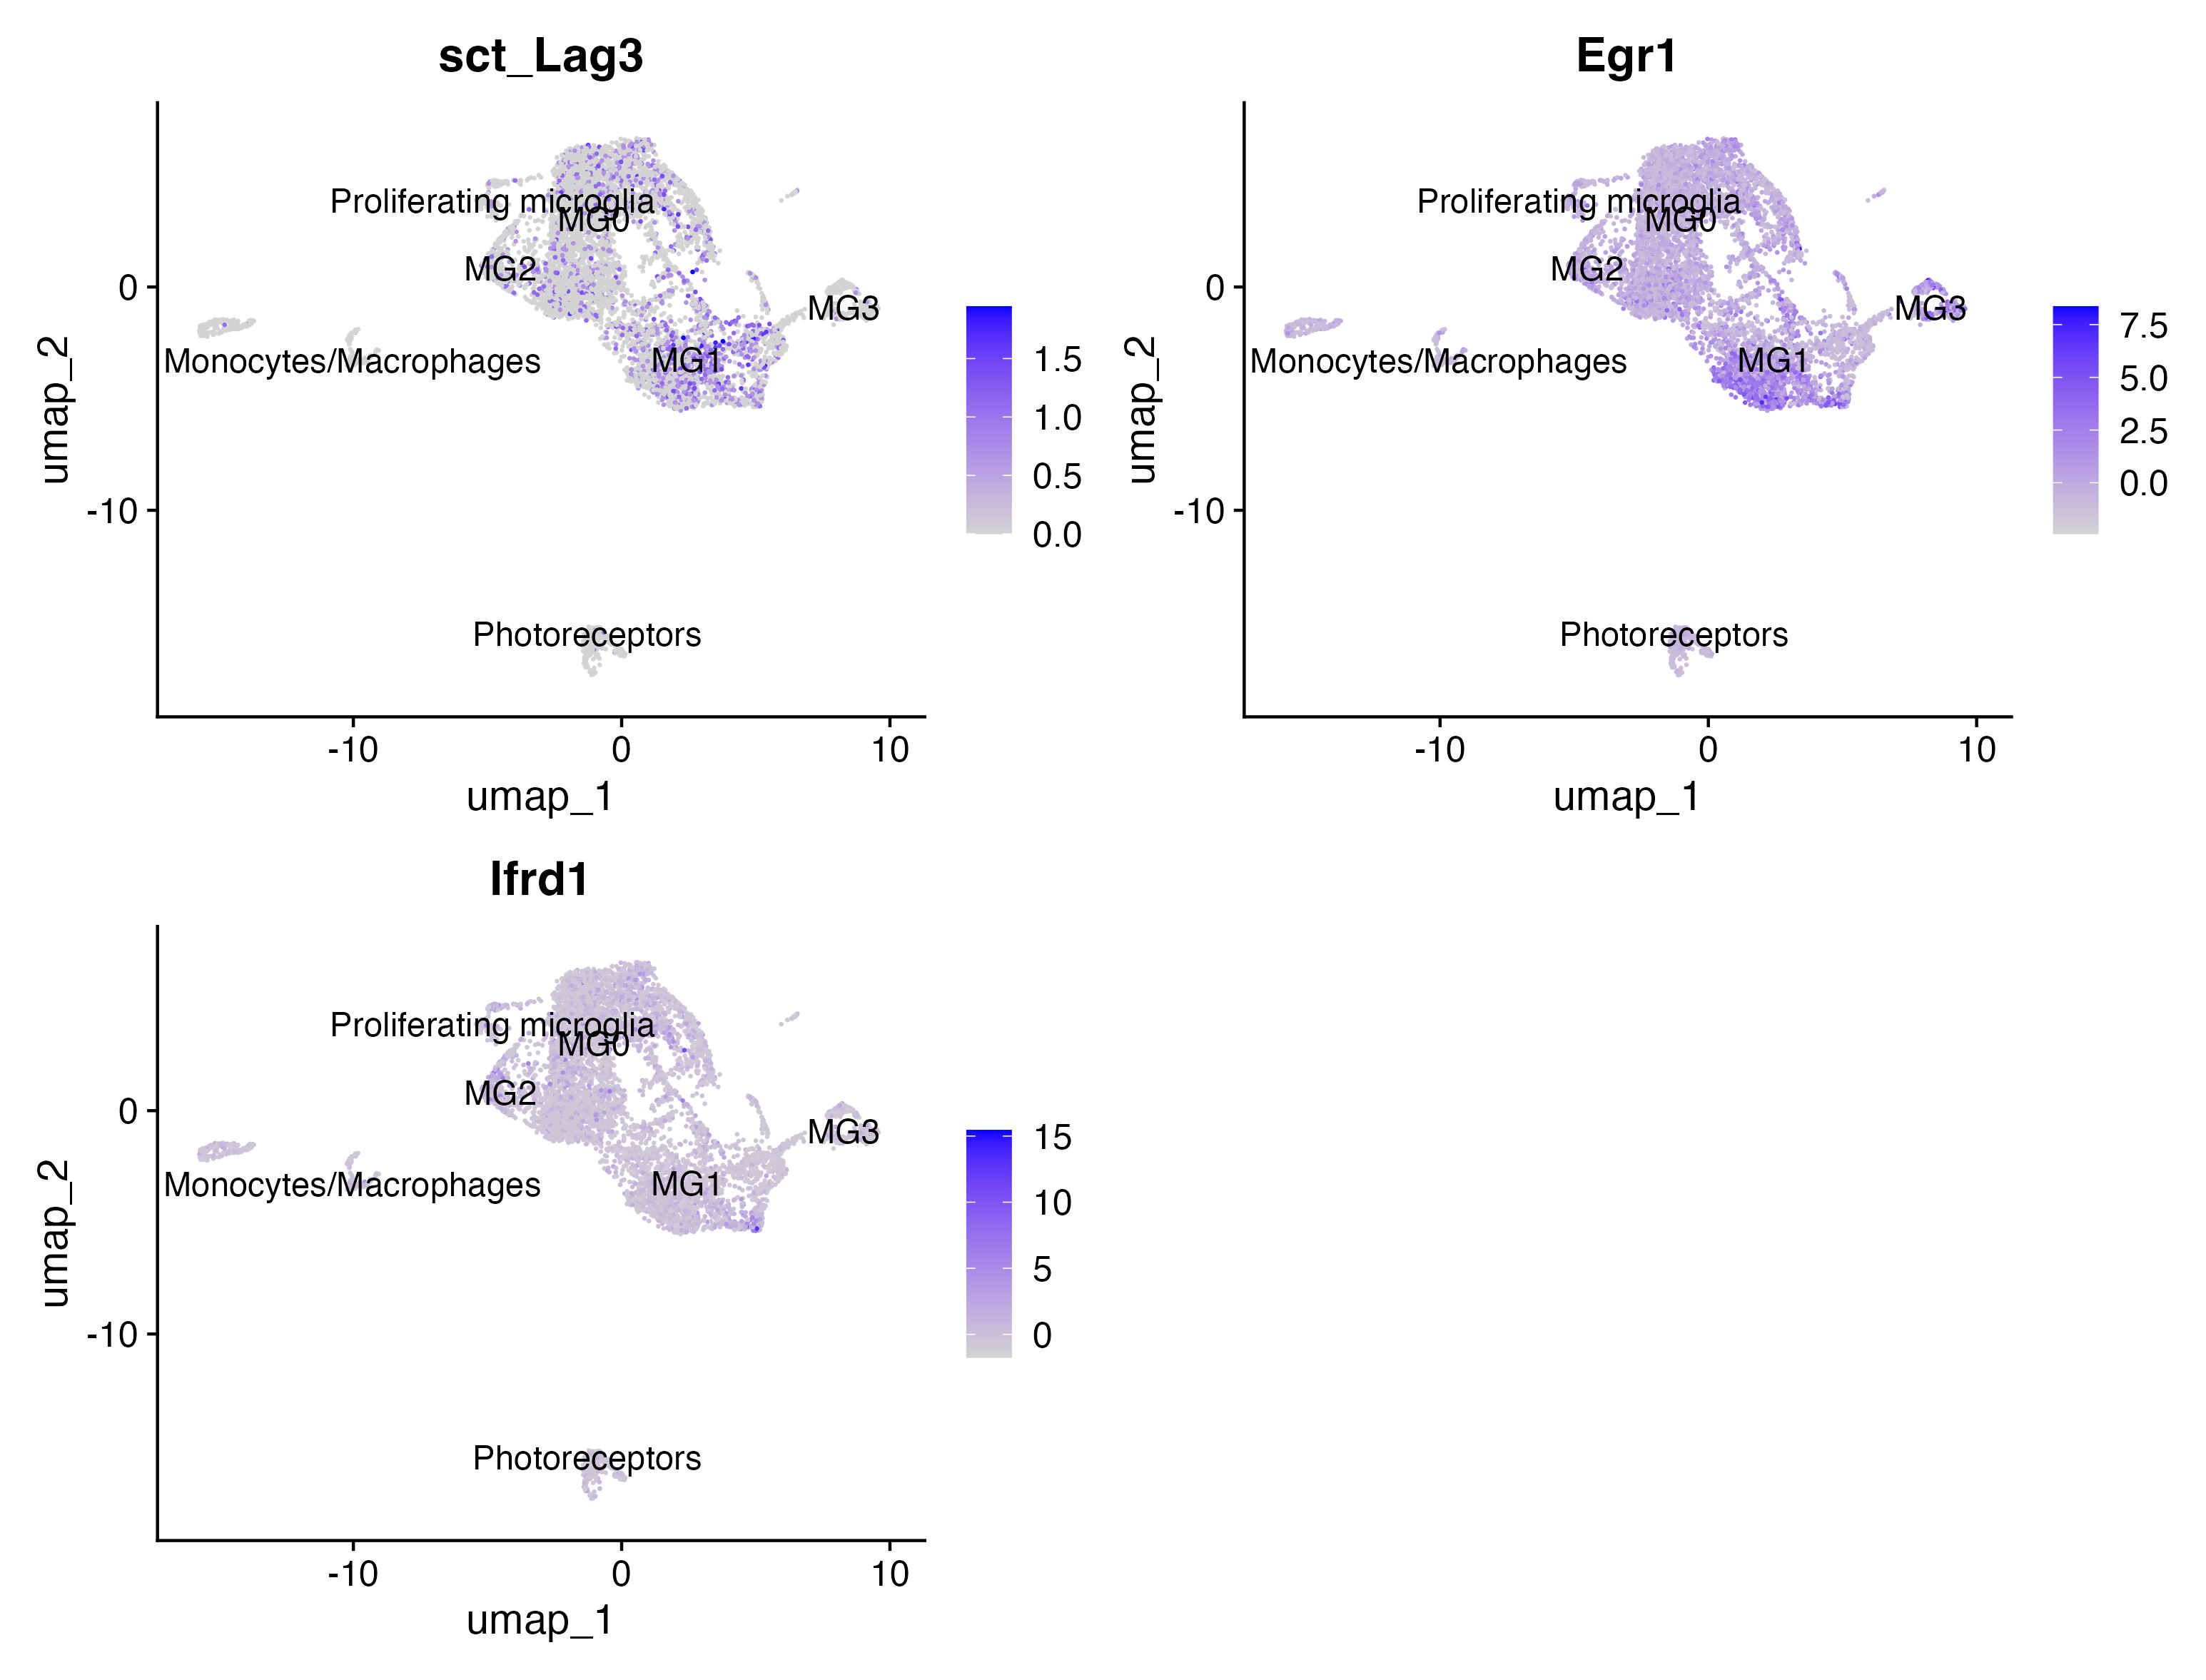 sct_Lag3
Proliferating microglia
MG0
MG2
0
MG3
Monocytes/Macrophages
MG1
1.5
1.0
0.5
0.0
-10
Photoreceptors
-10
0
10
umap_1
umap_2
Egr1
Proliferating microglia
MG0
MG2
0
MG3
Monocytes/Macrophages
MG1
7.5
5.0
2.5
0.0
-10
Photoreceptors
-10
0
10
umap_1
umap_2
Ifrd1
Proliferating microglia
MG0
MG2
0
MG3
Monocytes/Macrophages
MG1
15
10
5
0
-10
Photoreceptors
-10
0
10
umap_1
umap_2